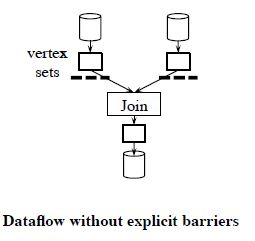 vertex
sets
Join
Dataflow without explicit barriers